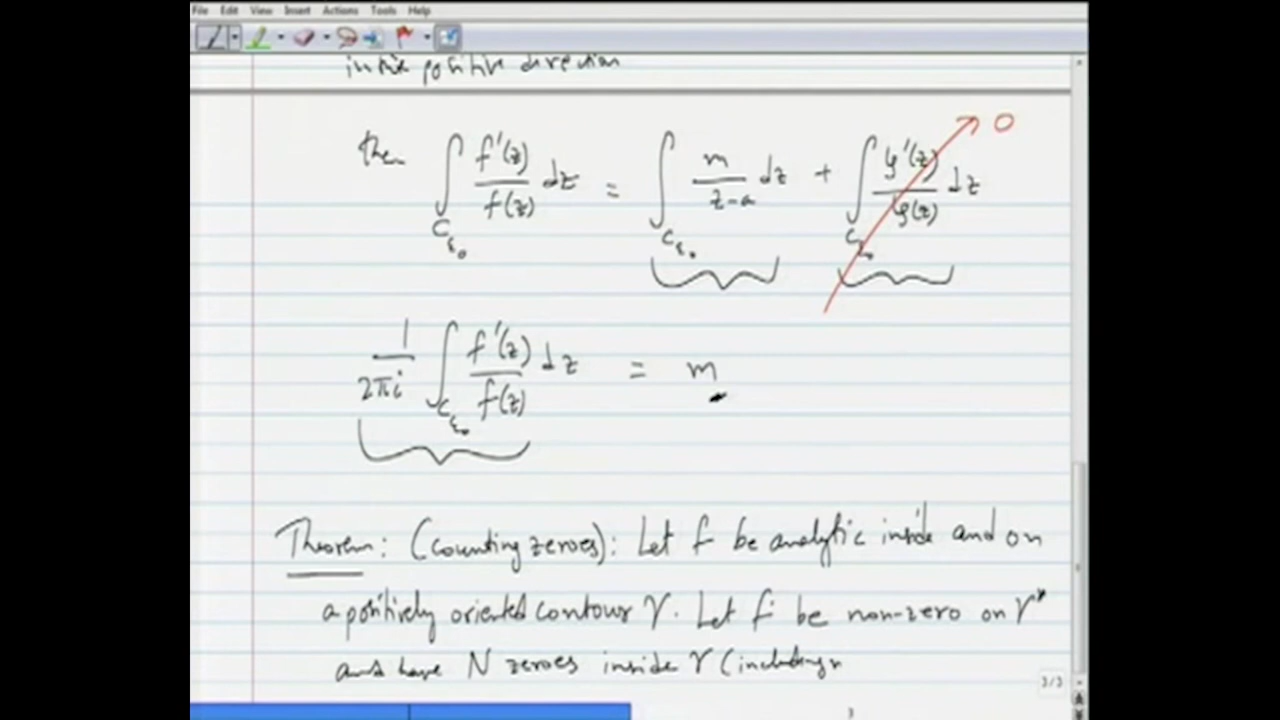 File Edit View Insert Actions Tools Help
in the positive direction
then ∫_{C_{ε₀}} f'(z)/f(z) dz = ∫_{C_{ε₀}} m/(z-a) dz + ∫_{C_{ε₀}} φ'(z)/φ(z) dz 0
1/(2πi) ∫_{C_{ε₀}} f'(z)/f(z) dz = m
Theorem: (counting zeroes): Let f be analytic inside and on
a positively oriented contour γ. Let f be non-zero on γ*
and have N zeroes inside γ (including
3/3
3